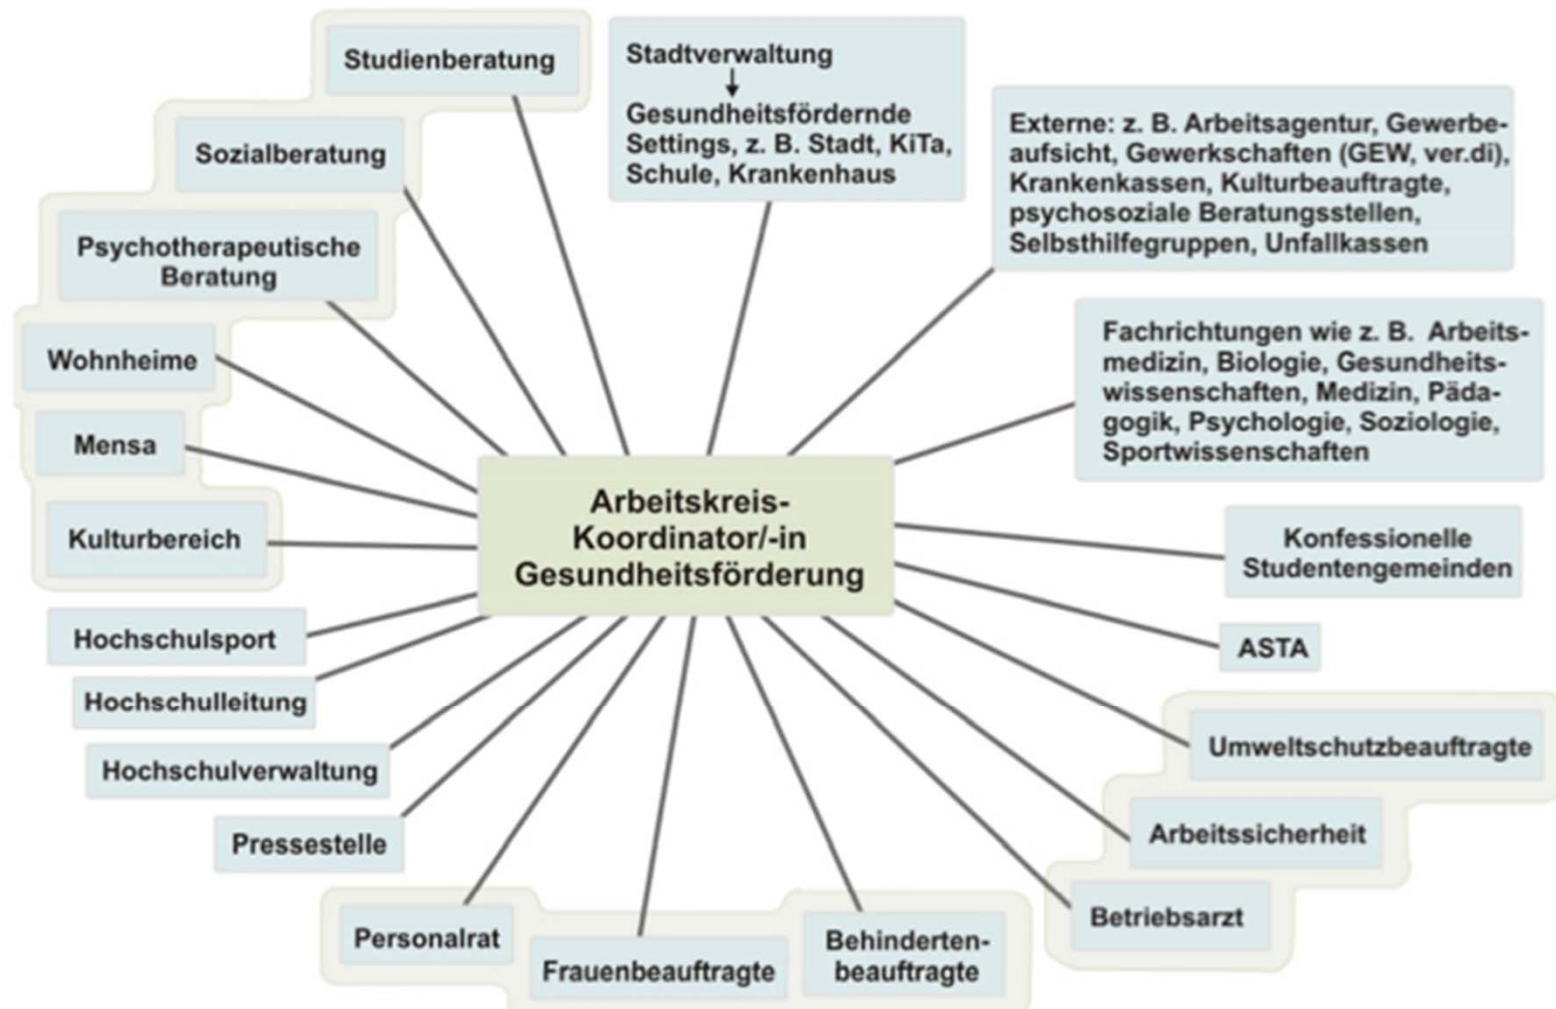 Studienberatung
Stadtverwaltung
Gesundheitsfördernde
Settings, z. B. Stadt, KiTa,
Schule, Krankenhaus
Externe: z. B. Arbeitsagentur, Gewerbe-
aufsicht, Gewerkschaften (GEW, ver.di),
Krankenkassen, Kulturbeauftragte,
psychosoziale Beratungsstellen,
Selbsthilfegruppen, Unfallkassen
Sozialberatung
Psychotherapeutische
Beratung
Fachrichtungen wie z. B. Arbeits-
medizin, Biologie, Gesundheits-
wissenschaften, Medizin, Päda-
gogik, Psychologie, Soziologie,
Sportwissenschaften
Wohnheime
Mensa
Kulturbereich
Arbeitskreis-
Koordinator/-in
Gesundheitsförderung
Konfessionelle
Studentengemeinden
Hochschulsport
ASTA
Hochschulleitung
Hochschulverwaltung
Umweltschutzbeauftragte
Pressestelle
Arbeitssicherheit
Betriebsarzt
Personalrat
Frauenbeauftragte
Behinderten-
beauftragte